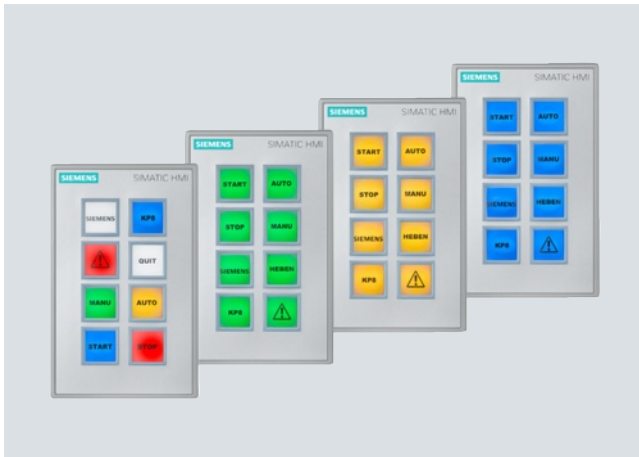 SIEMENS SIMATIC HMI
SIEMENS KP8
QUIT
MANU AUTO
START STOP
SIEMENS SIMATIC HMI
START AUTO
STOP MANU
SIEMENS HEBEN
KP8
SIEMENS SIMATIC HMI
START AUTO
STOP MANU
SIEMENS HEBEN
KP8
SIEMENS SIMATIC HMI
START AUTO
STOP MANU
SIEMENS HEBEN
KP8